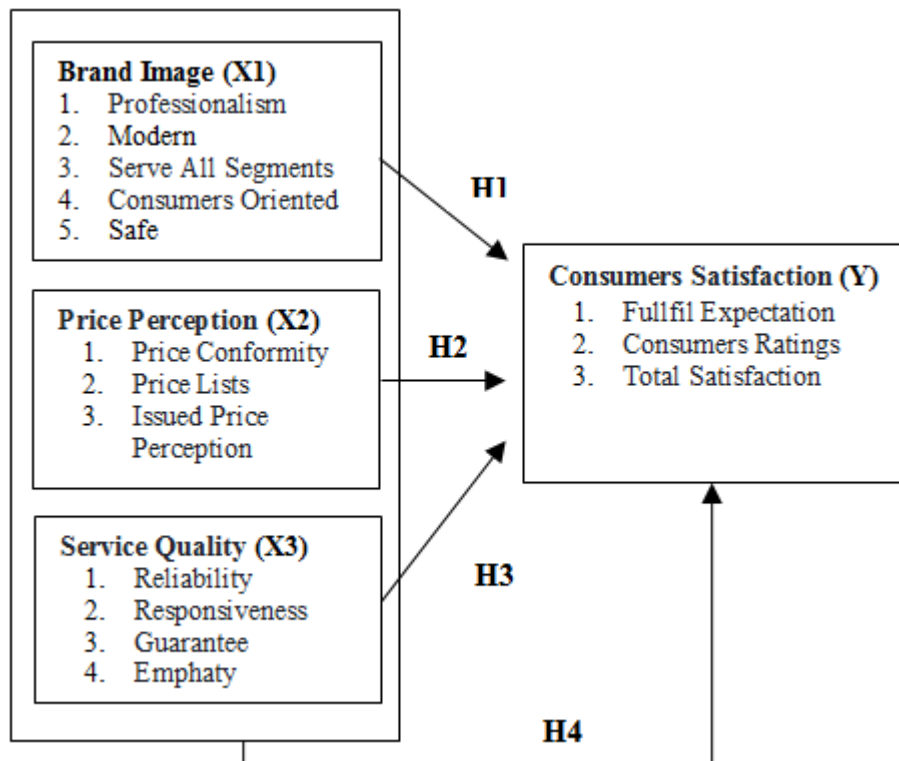 Brand Image (X1)
1. Professionalism
2. Modern
3. Serve All Segments
4. Consumers Oriented
5. Safe
H1
Price Perception (X2)
1. Price Conformity
2. Price Lists
3. Issued Price
Perception
H2
Service Quality (X3)
1. Reliability
2. Responsiveness
3. Guarantee
4. Emphaty
H3
Consumers Satisfaction (Y)
1. Fullfil Expectation
2. Consumers Ratings
3. Total Satisfaction
H4